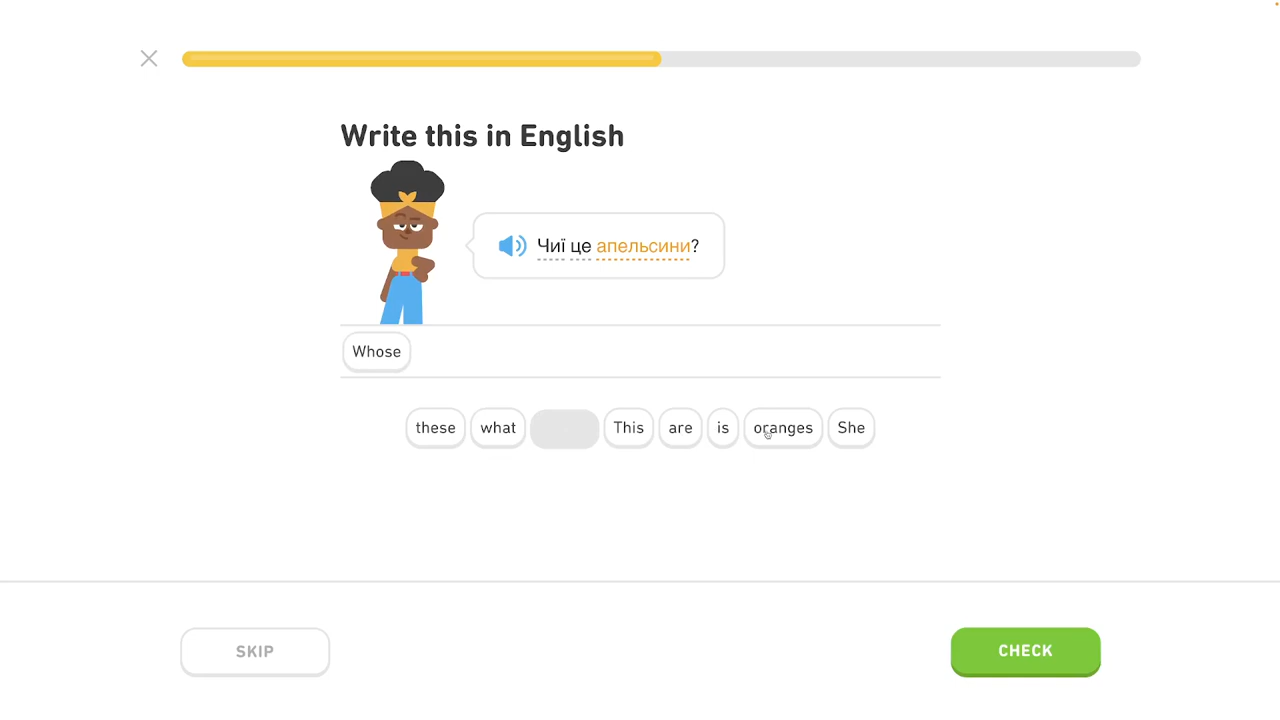 Write this in English
Чиї це апельсини?
Whose
these what This are is oranges She
SKIP CHECK